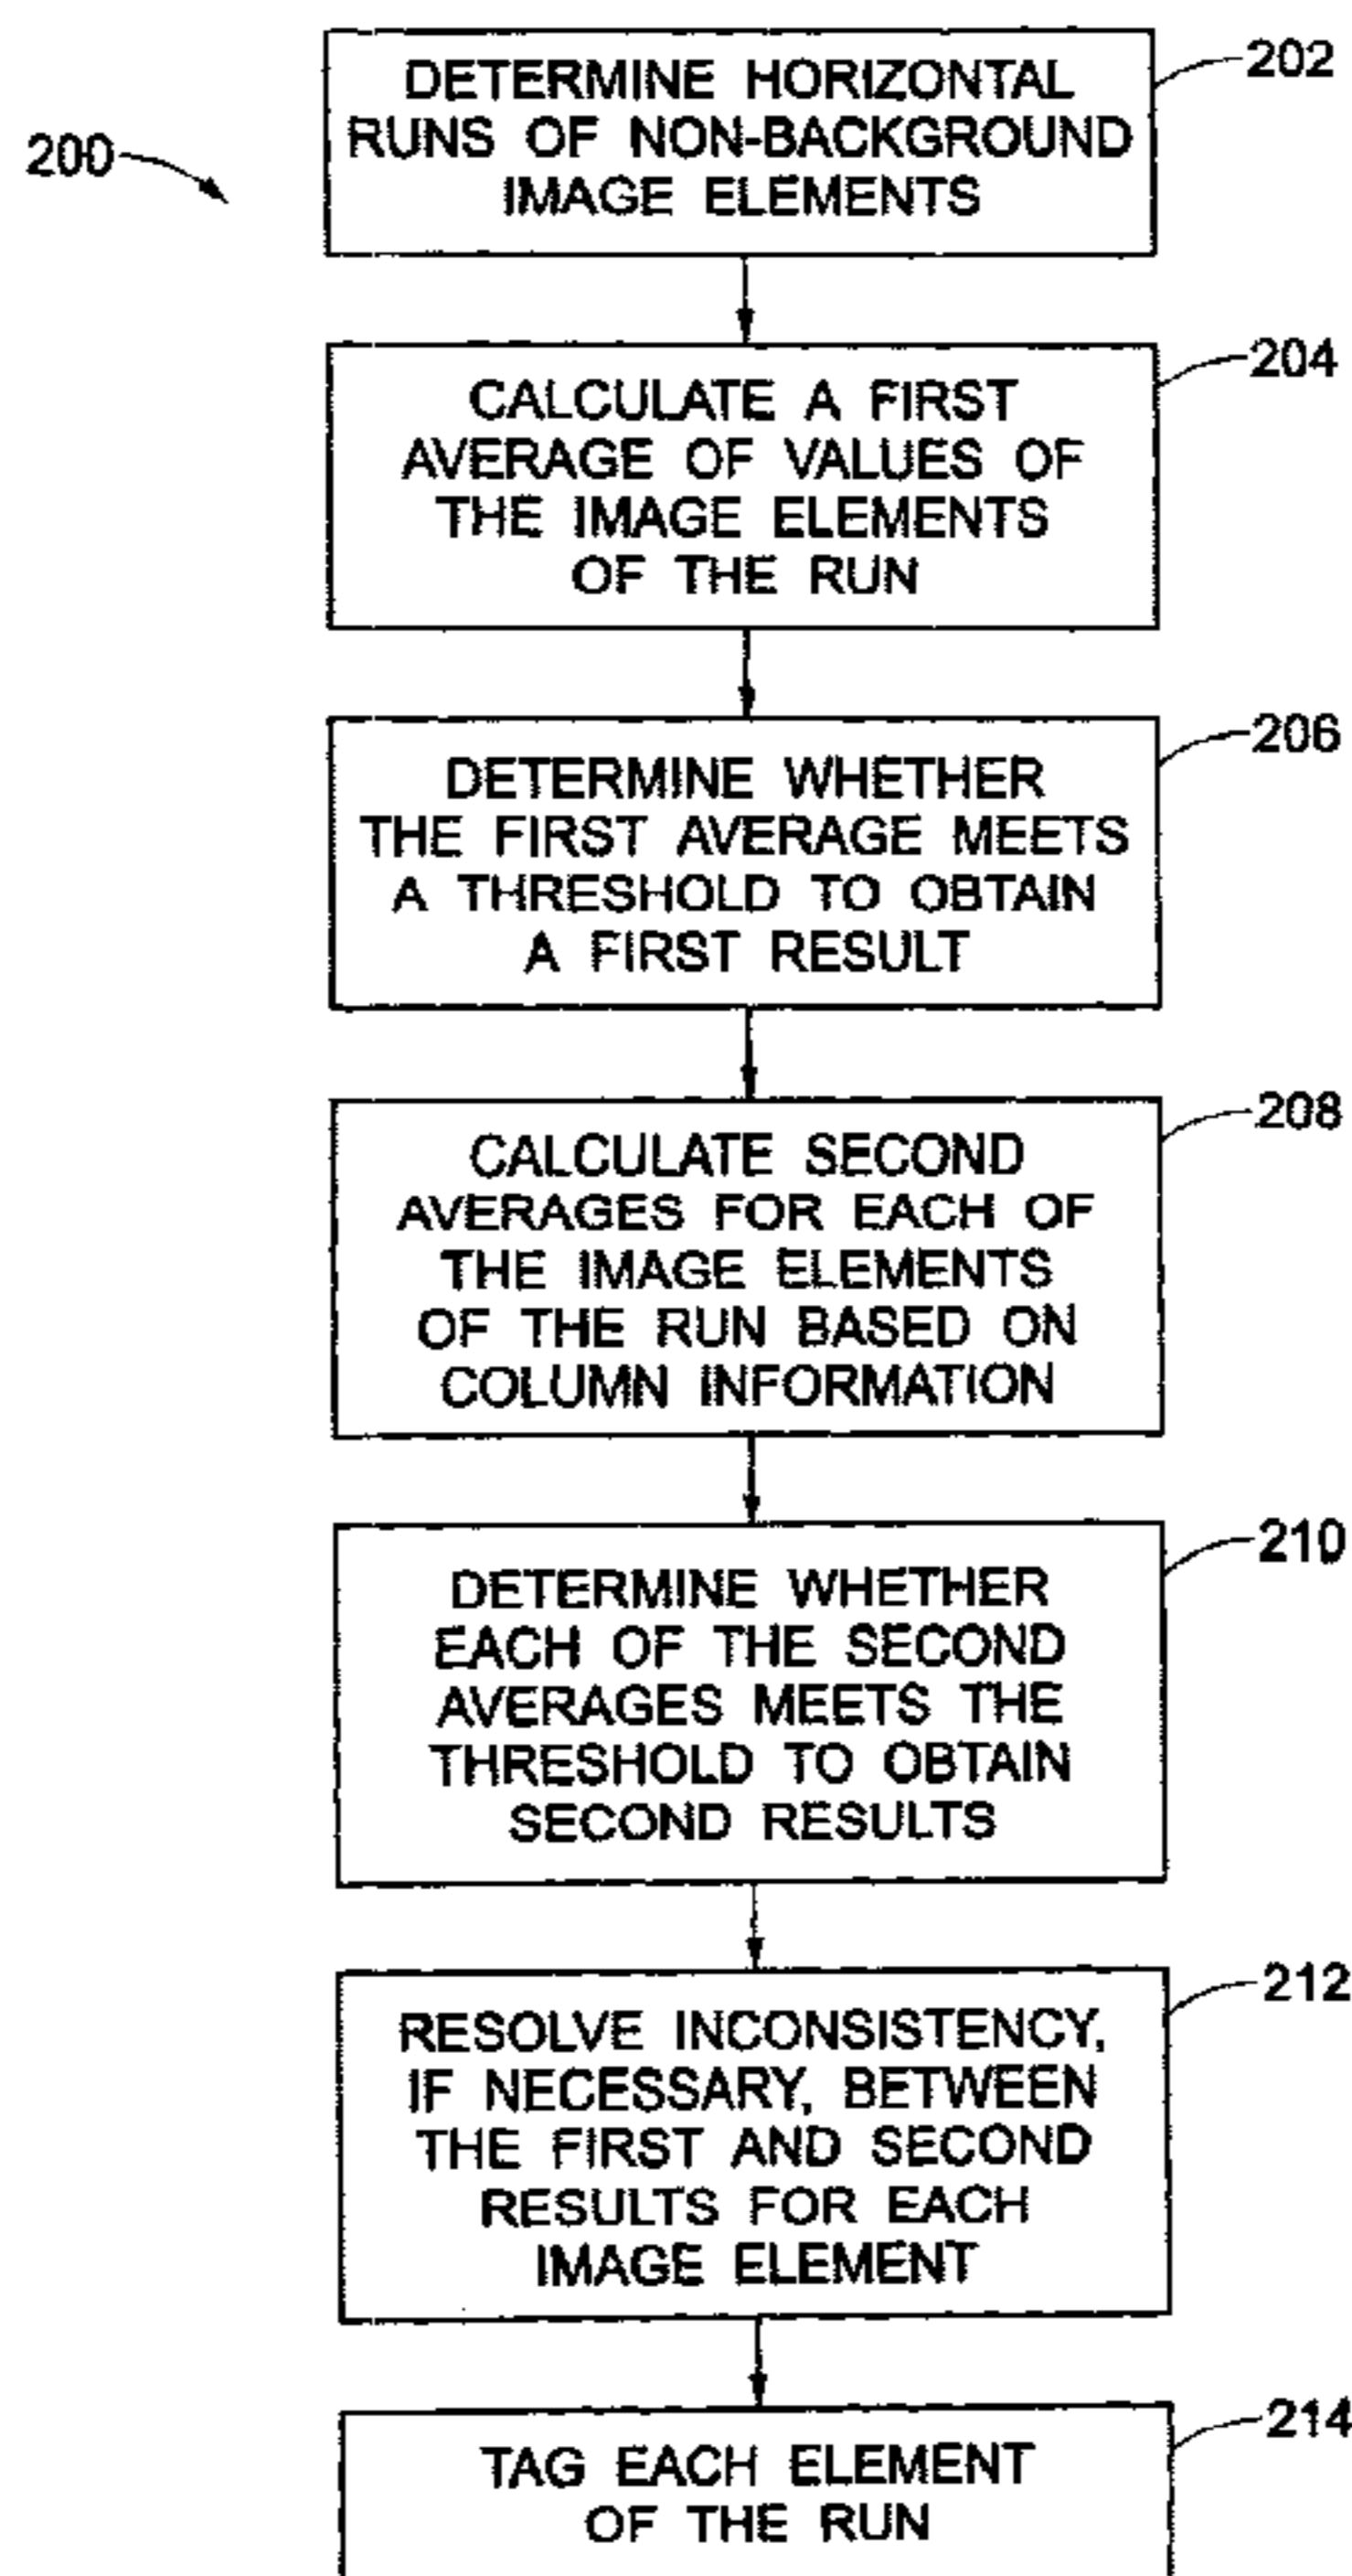 200
DETERMINE HORIZONTAL
RUNS OF NON-BACKGROUND
IMAGE ELEMENTS
202
CALCULATE A FIRST
AVERAGE OF VALUES OF
THE IMAGE ELEMENTS
OF THE RUN
204
DETERMINE WHETHER
THE FIRST AVERAGE MEETS
A THRESHOLD TO OBTAIN
A FIRST RESULT
206
CALCULATE SECOND
AVERAGES FOR EACH OF
THE IMAGE ELEMENTS
OF THE RUN BASED ON
COLUMN INFORMATION
208
DETERMINE WHETHER
EACH OF THE SECOND
AVERAGES MEETS THE
THRESHOLD TO OBTAIN
SECOND RESULTS
210
RESOLVE INCONSISTENCY,
IF NECESSARY, BETWEEN
THE FIRST AND SECOND
RESULTS FOR EACH
IMAGE ELEMENT
212
TAG EACH ELEMENT
OF THE RUN
214